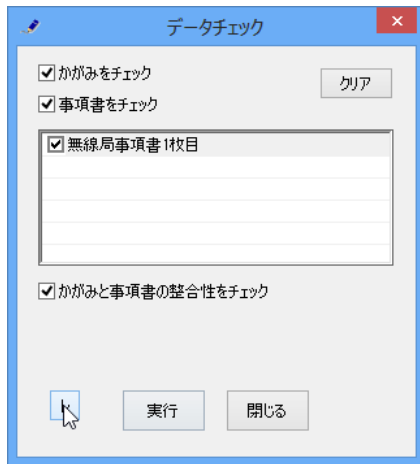 データチェック
かがみをチェック
クリア
事項書をチェック
無線局事項書1枚目
かがみと事項書の整合性をチェック
実行
閉じる